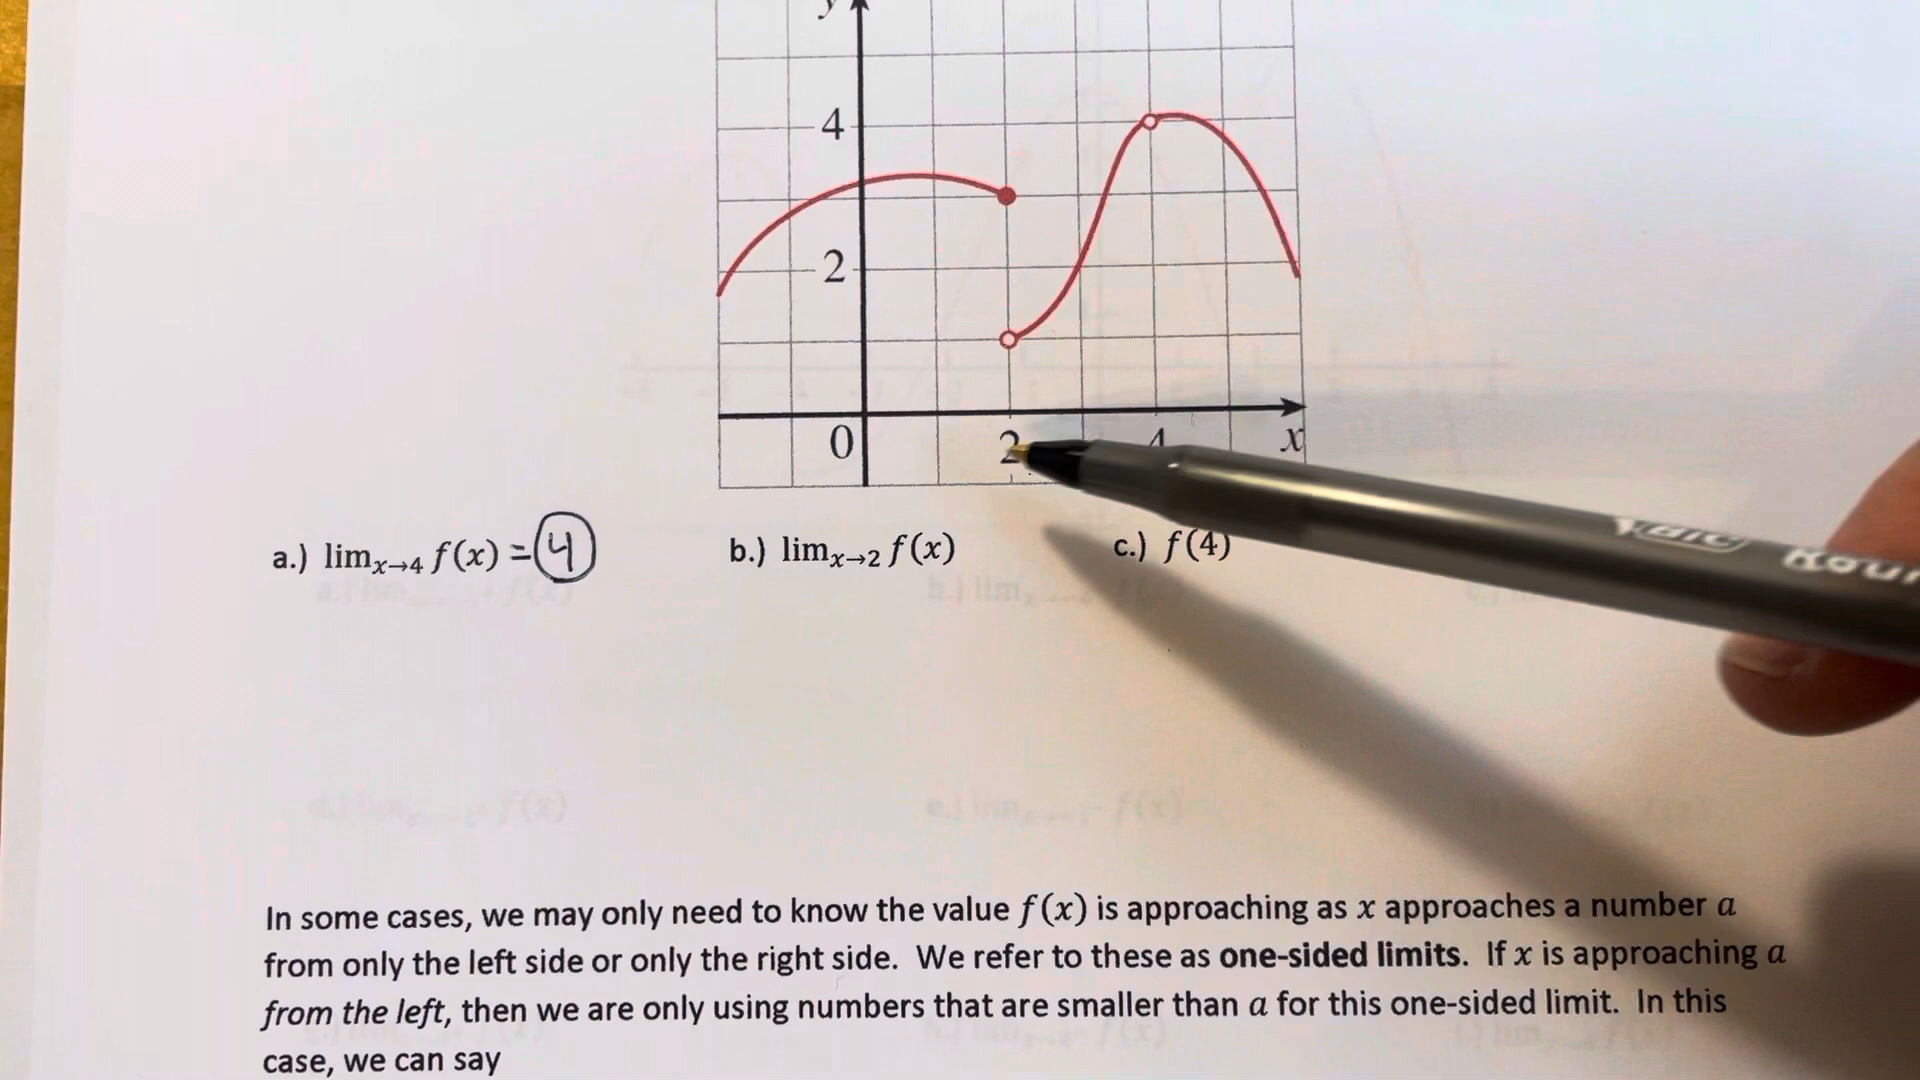 y
4
2
0 2 4 x
a.) lim x→4 f(x) = 4 b.) lim x→2 f(x) c.) f(4)
In some cases, we may only need to know the value f(x) is approaching as x approaches a number a
from only the left side or only the right side. We refer to these as one-sided limits. If x is approaching a
from the left, then we are only using numbers that are smaller than a for this one-sided limit. In this
case, we can say